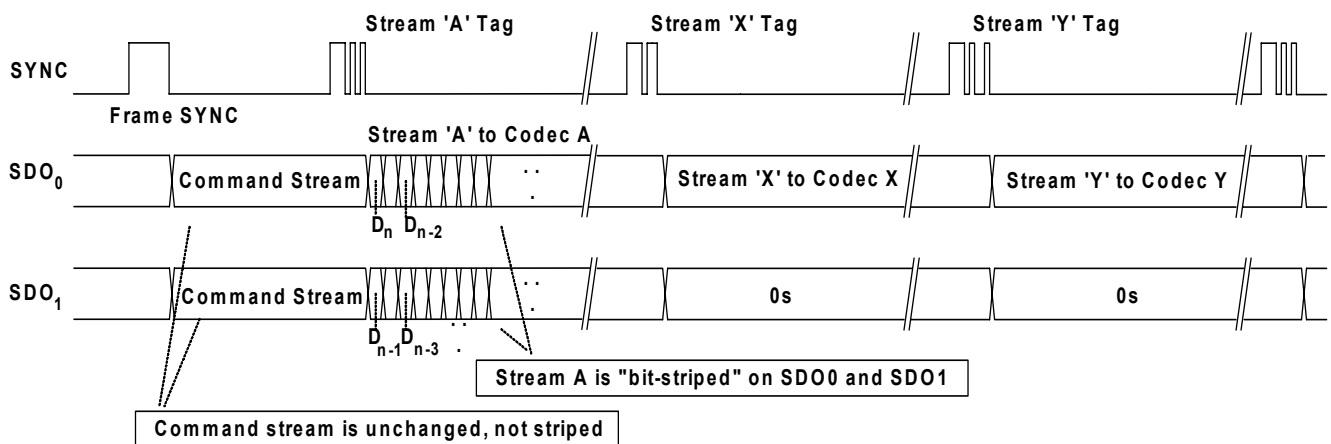 Stream 'A' Tag
Stream 'X' Tag
Stream 'Y' Tag
SYNC
Frame SYNC
Stream 'A' to Codec A
SDO0
Command Stream
. .
.
Stream 'X' to Codec X
Stream 'Y' to Codec Y
Dn
Dn-2
SDO1
Command Stream
. .
.
0s
0s
Dn-1
Dn-3
. .
.
Stream A is "bit-striped" on SDO0 and SDO1
Command stream is unchanged, not striped